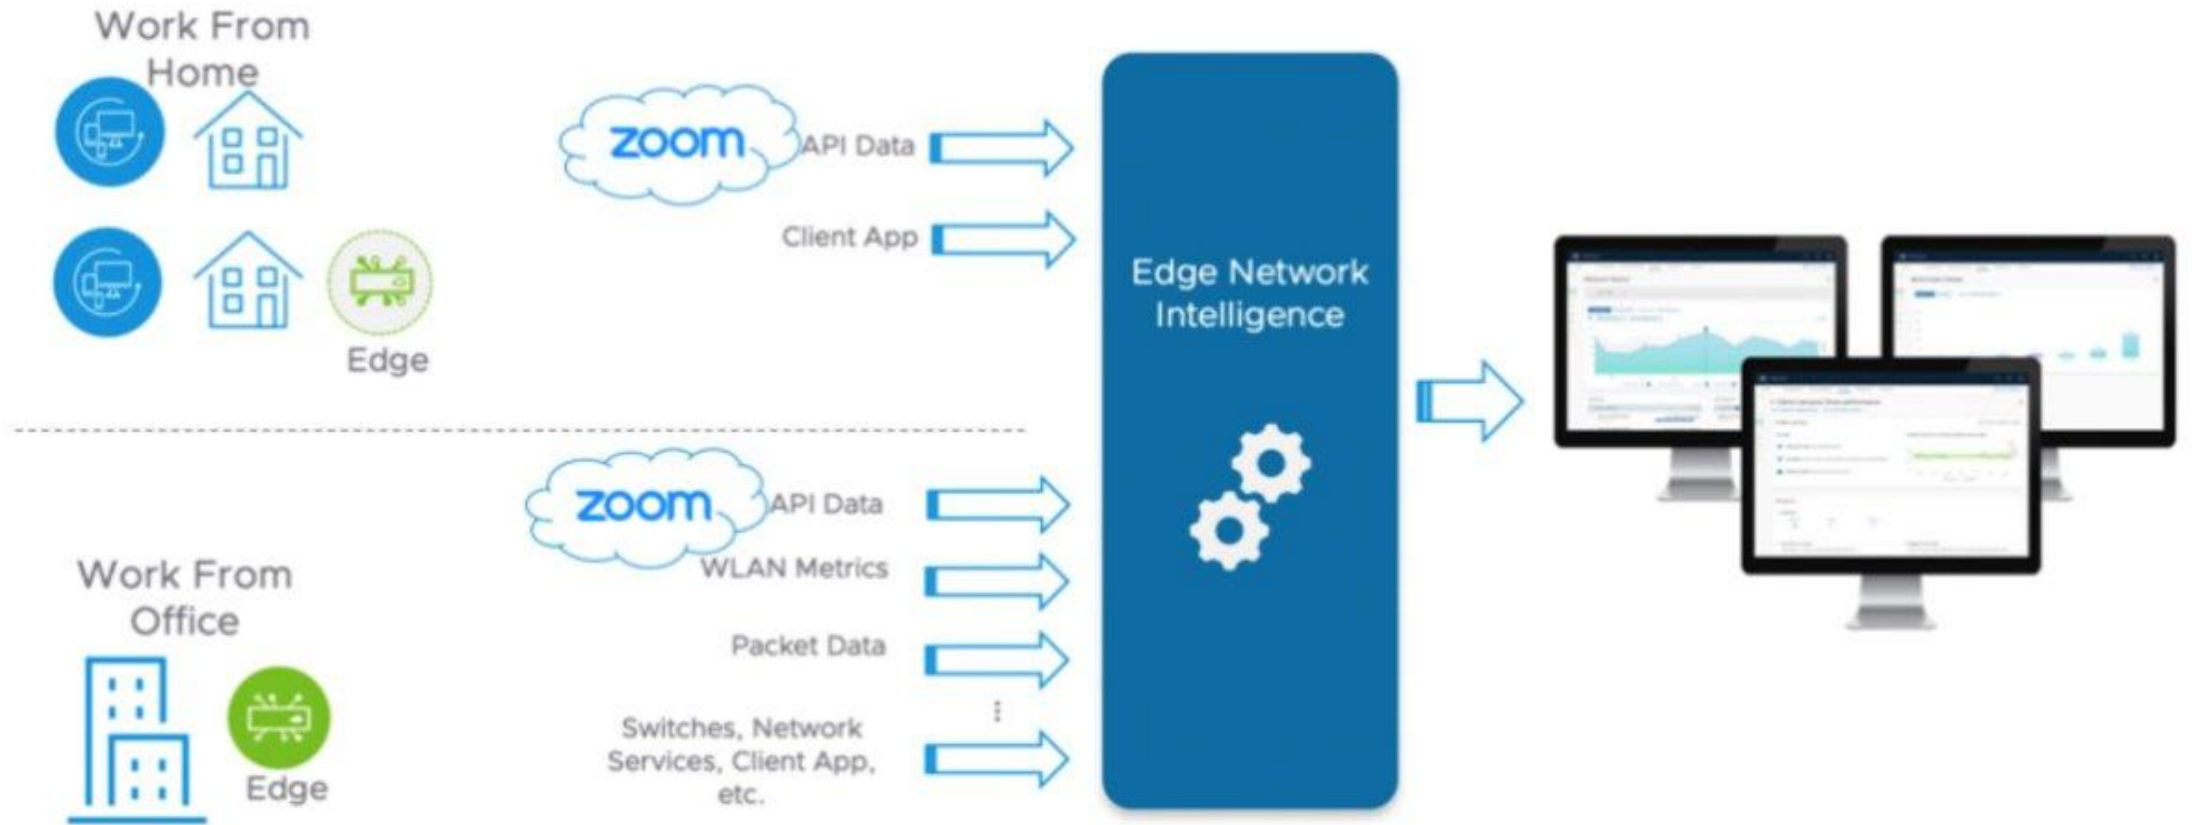 Work From
Home
zoom
API Data
Client App
Edge
Edge Network
Intelligence
zoom
API Data
WLAN Metrics
Work From
Office
Packet Data
Switches, Network
Services, Client App,
etc.
Edge